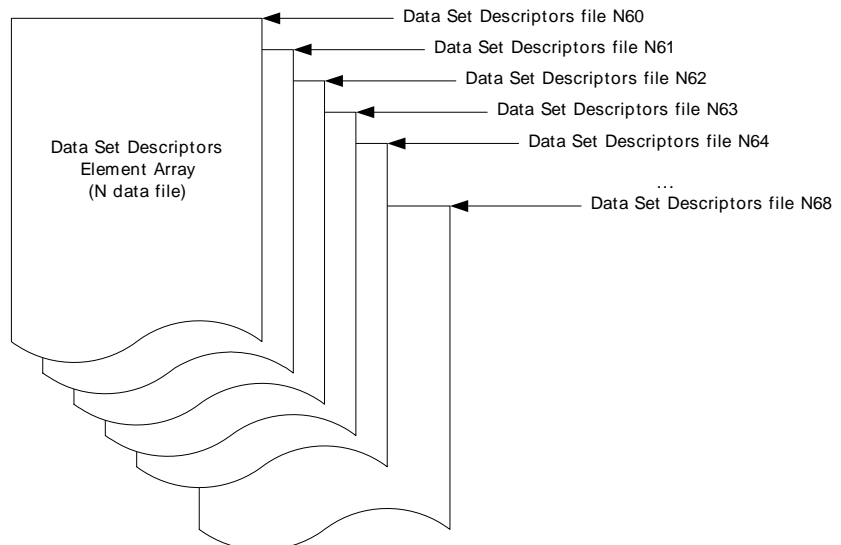 Data Set Descriptors file N60
Data Set Descriptors file N61
Data Set Descriptors file N62
Data Set Descriptors file N63
Data Set Descriptors file N64
...
Data Set Descriptors file N68
Data Set Descriptors
Element Array
(N data file)